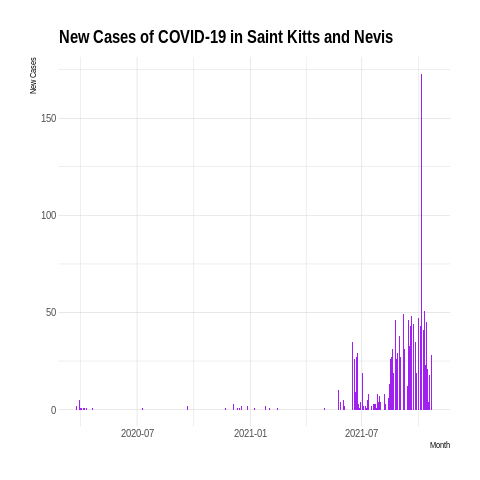 New Cases of COVID-19 in Saint Kitts and Nevis
New Cases
150
100
50
0
2020-07
2021-01
2021-07
Month